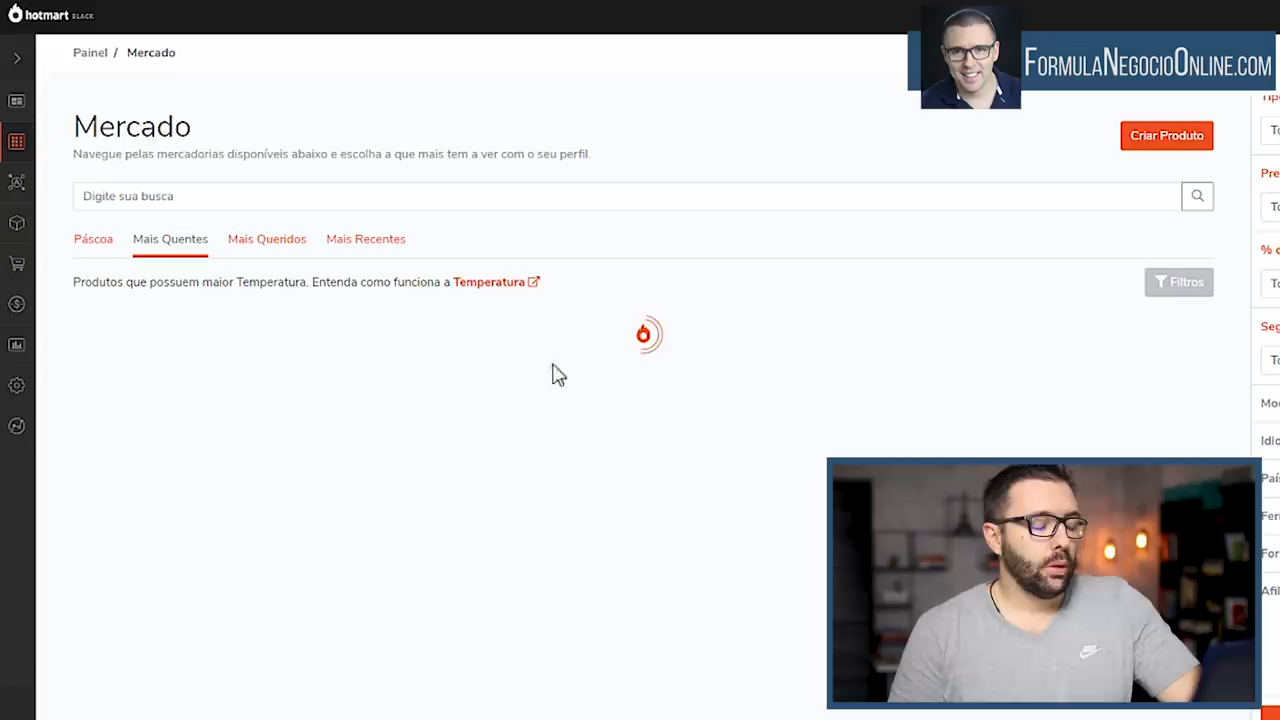 hotmart BLACK
FORMULANEGOCIOONLINE.COM
Painel / Mercado
Mercado
Criar Produto
Navegue pelas mercadorias disponíveis abaixo e escolha a que mais tem a ver com o seu perfil.
Digite sua busca
Páscoa Mais Quentes Mais Queridos Mais Recentes
Produtos que possuem maior Temperatura. Entenda como funciona a Temperatura
Filtros